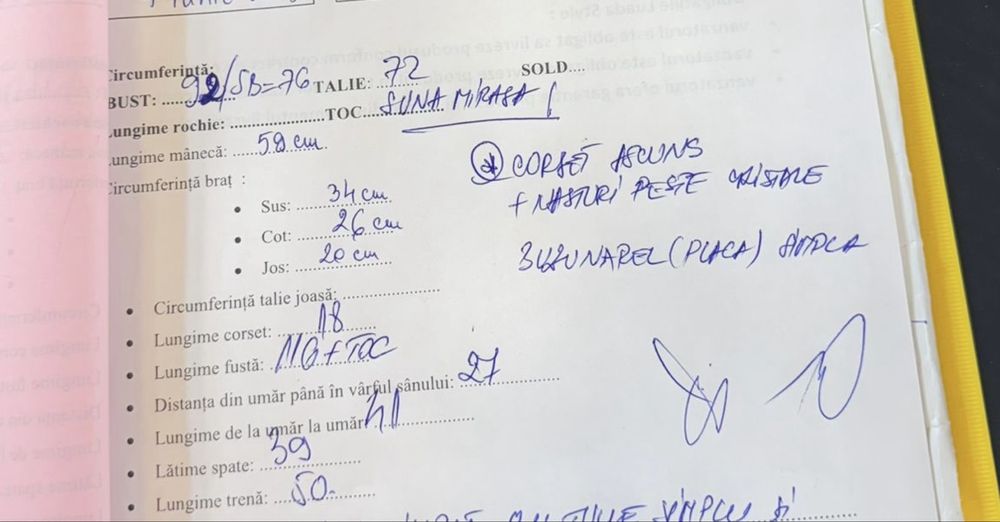 Circumferință:
BUST: ..... 92/SB=76 TALIE: 72 SOLD....
Lungime rochie: ..................... TOC.... SUNA MIRASA!
Lungime mânecă: ..... 59 cm
Circumferință braț :
• Sus: ..... 34 cm
• Cot: ..... 26 cm
• Jos: ..... 20 cm
* CORSET ASCUNS
+ NASTURI PESTE CRISTALE
BUZUNAREL (PLACA) SIMPLA
• Circumferință talie joasă: .....................
• Lungime corset: ..... 18
• Lungime fustă: .. 110 + TOC
• Distanța din umăr până în vârful sânului: 27
• Lungime de la umăr la umăr 41
• Lătime spate: 39
• Lungime trenă: .... 50.